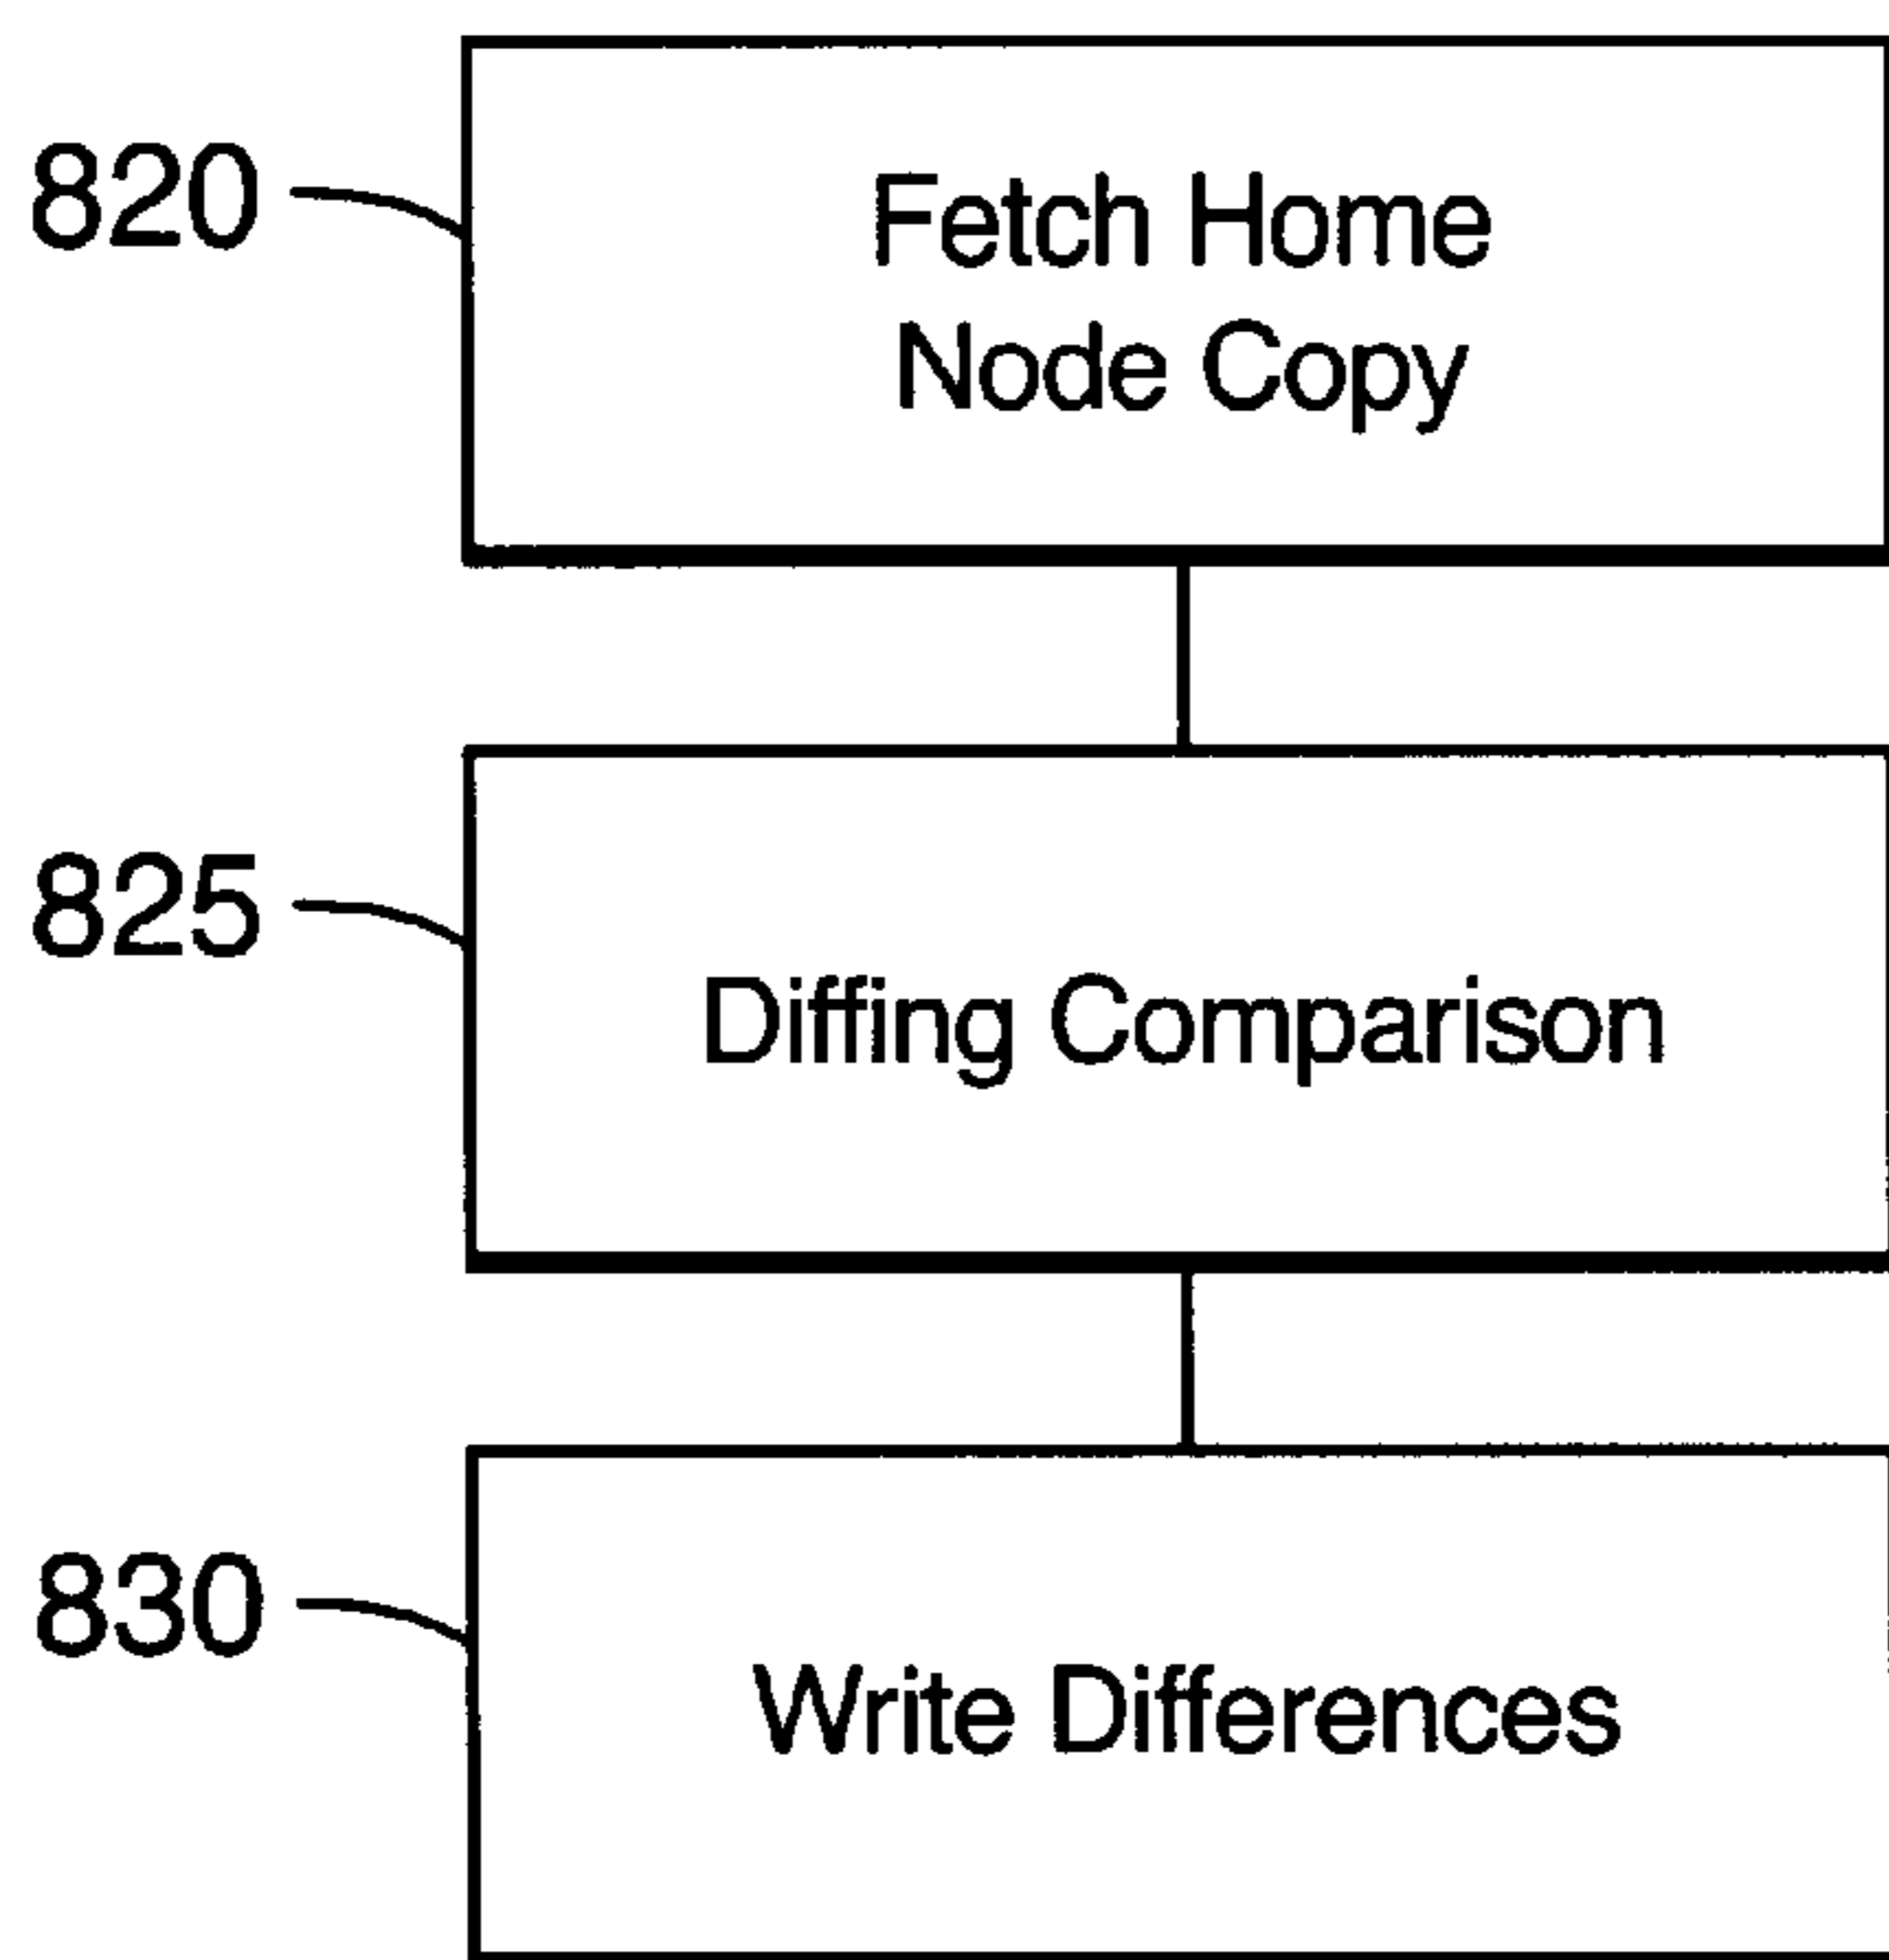 820
Fetch Home
Node Copy
825
Diffing Comparison
830
Write Differences